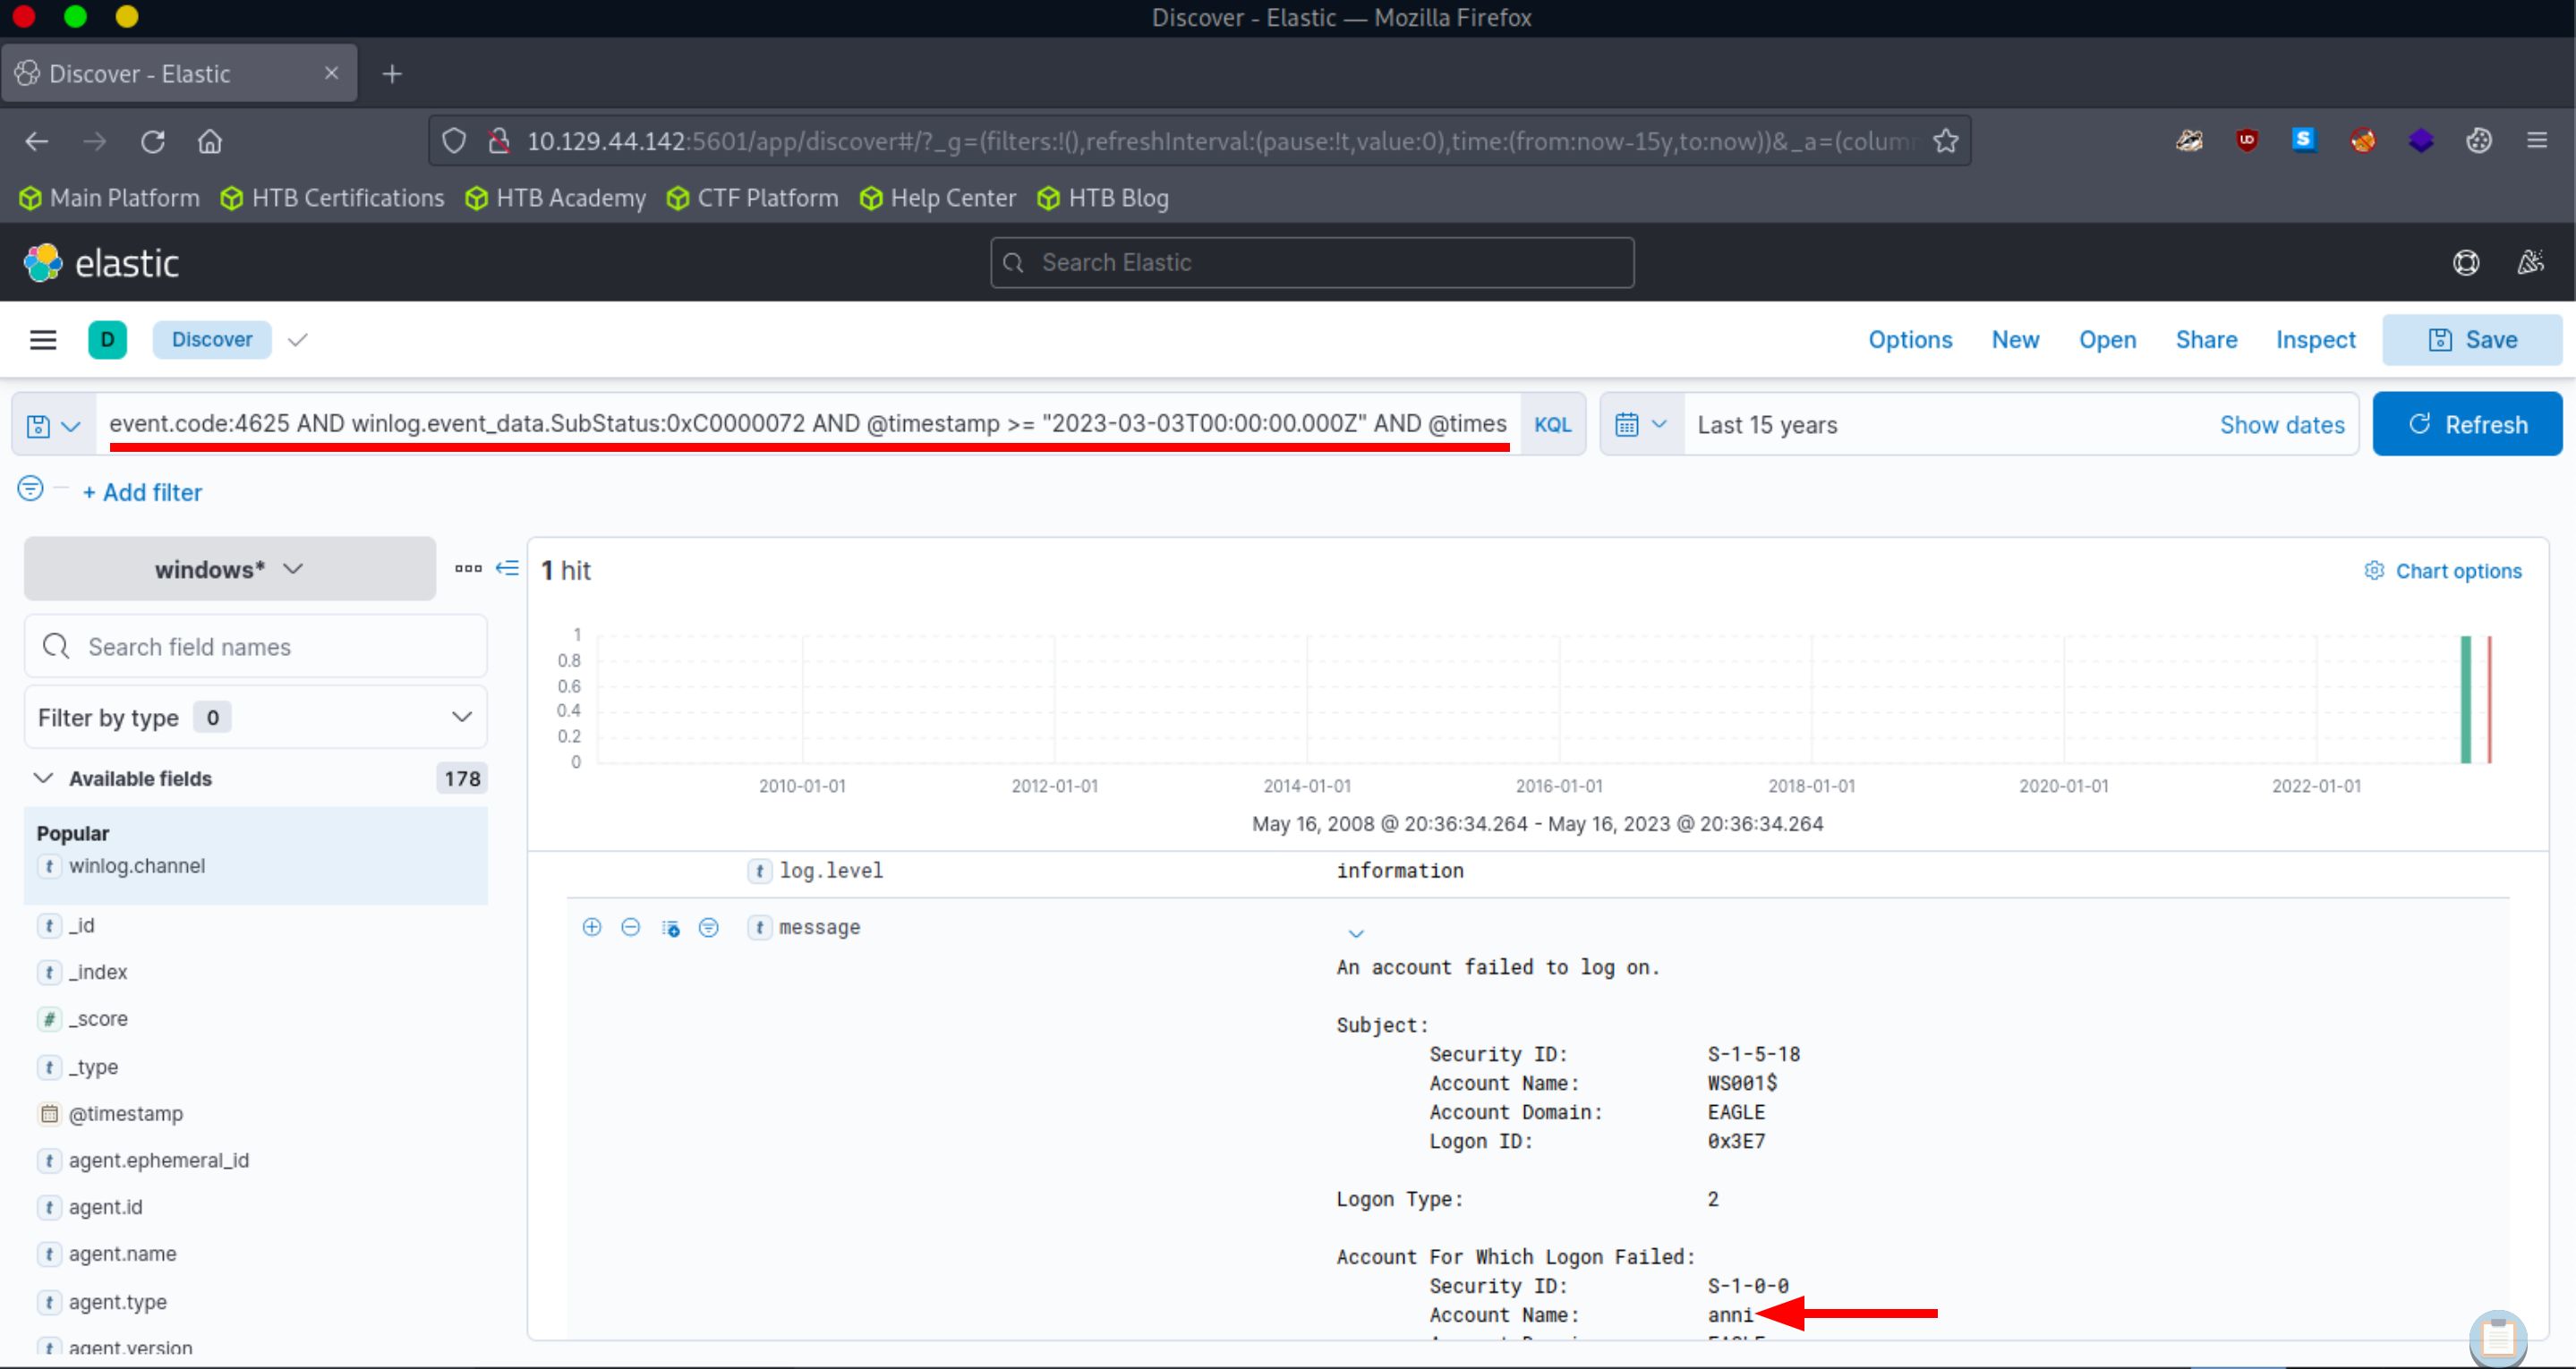 Discover - Elastic — Mozilla Firefox
Discover - Elastic
10.129.44.142:5601/app/discover#/?_g=(filters:!(),refreshInterval:(pause:!t,value:0),time:(from:now-15y,to:now))&_a=(colum
Main Platform HTB Certifications HTB Academy CTF Platform Help Center HTB Blog
elastic Search Elastic
D Discover Options New Open Share Inspect Save
event.code:4625 AND winlog.event_data.SubStatus:0xC0000072 AND @timestamp >= "2023-03-03T00:00:00.000Z" AND @times KQL Last 15 years Show dates Refresh
+ Add filter
windows* 1 hit Chart options
Search field names
Filter by type 0
Available fields 178
Popular
t winlog.channel
t _id
t _index
# _score
t _type
@timestamp
t agent.ephemeral_id
t agent.id
t agent.name
t agent.type
t agent.version
1
0.8
0.6
0.4
0.2
0
2010-01-01 2012-01-01 2014-01-01 2016-01-01 2018-01-01 2020-01-01 2022-01-01
May 16, 2008 @ 20:36:34.264 - May 16, 2023 @ 20:36:34.264
t log.level information
t message
An account failed to log on.
Subject:
Security ID: S-1-5-18
Account Name: WS001$
Account Domain: EAGLE
Logon ID: 0x3E7
Logon Type: 2
Account For Which Logon Failed:
Security ID: S-1-0-0
Account Name: anni